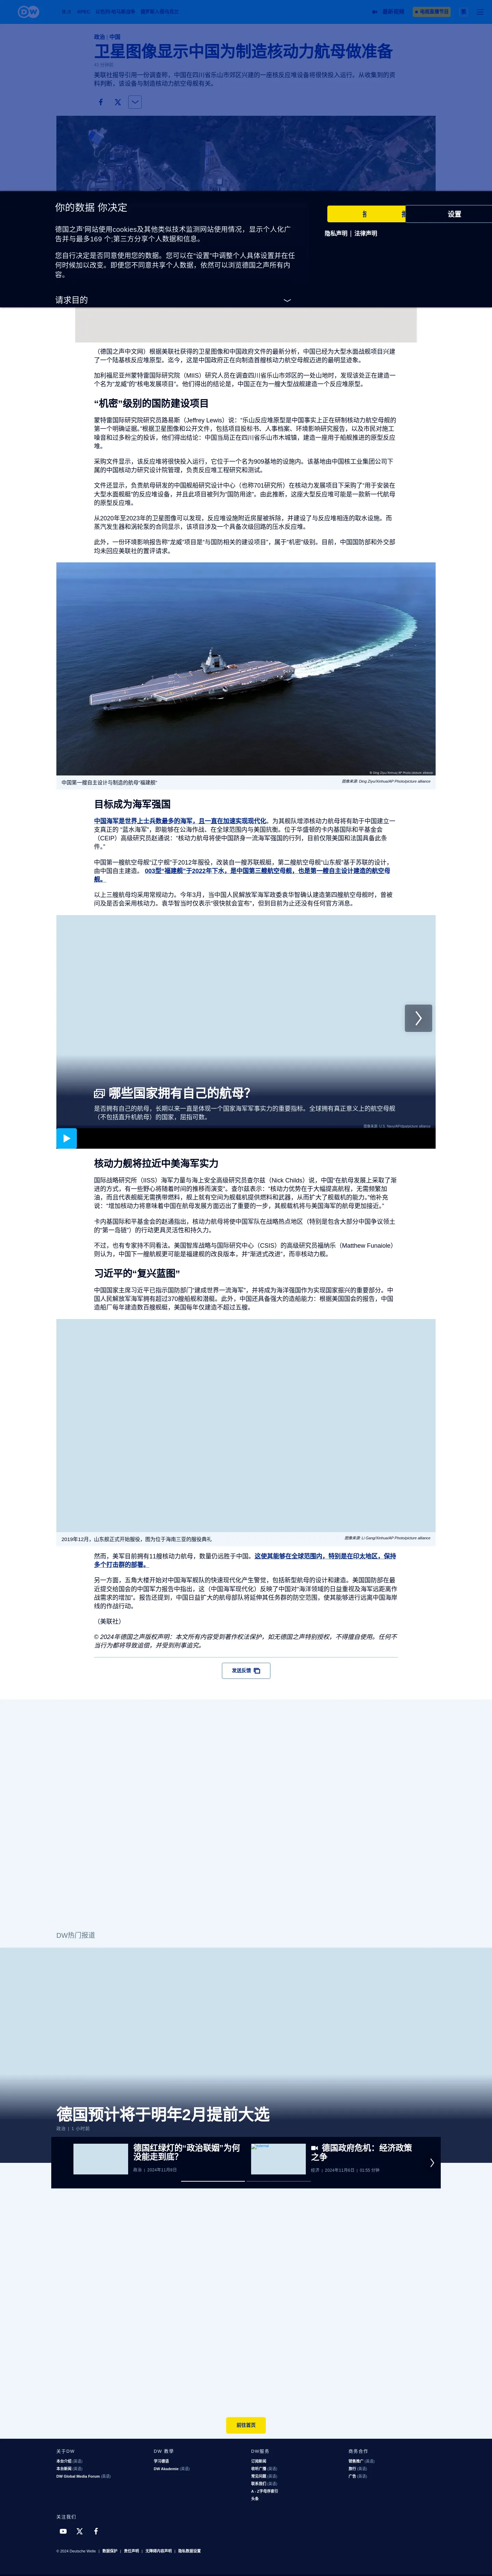 DW
政治 | 中国
卫星图像显示中国为制造核动力航母做准备
美联社报导引用一份调查称，中国在四川省乐山市郊区兴建的一座核反应堆设备将很快投入运行。从收集到的资料判断，该设备与制造核动力航空母舰有关。
你的数据 你决定
德国之声网站使用cookies及其他类似技术监测网站使用情况，显示个人化广告并与最多169 个第三方分享个人数据和信息。
您自行决定是否同意使用您的数据。您可以在“设置”中调整个人具体设置并在任何时候加以改变。即便您不同意共享个人数据，依然可以浏览德国之声所有内容。
请求目的
设置
隐私声明 | 法律声明
（德国之声中文网）根据美联社获得的卫星图像和中国政府文件的最新分析，中国已经为大型水面战舰项目兴建了一个陆基核反应堆原型。迄今，这是中国政府正在向制造首艘核动力航空母舰迈进的最明显迹象。
加利福尼亚州蒙特雷国际研究院（MIIS）研究人员在调查四川省乐山市郊区的一处山地时，发现该处正在建造一个名为“龙威”的“核电发展项目”。他们得出的结论是，中国正在为一艘大型战舰建造一个反应堆原型。
“机密”级别的国防建设项目
蒙特雷国际研究院研究员路易斯（Jeffrey Lewis）说：“乐山反应堆原型是中国事实上正在研制核动力航空母舰的第一个明确证据。”根据卫星图像和公开文件，包括项目投标书、人事档案、环境影响研究报告，以及市民对施工噪音和过多粉尘的投诉，他们得出结论：中国当局正在四川省乐山市木城镇，建造一座用于船舰推进的原型反应堆。
采购文件显示，该反应堆将很快投入运行，它位于一个名为909基地的设施内。该基地由中国核工业集团公司下属的中国核动力研究设计院管理，负责反应堆工程研究和测试。
文件还显示，负责航母研发的中国舰船研究设计中心（也称701研究所）在核动力发展项目下采购了“用于安装在大型水面舰艇”的反应堆设备，并且此项目被列为“国防用途”。由此推断，这座大型反应堆可能是一款新一代航母的原型反应堆。
从2020年至2023年的卫星图像可以发现，反应堆设施附近房屋被拆除，并建设了与反应堆相连的取水设施。而蒸汽发生器和涡轮泵的合同显示，该项目涉及一个具备次级回路的压水反应堆。
此外，一份环境影响报告称“龙威”项目是“与国防相关的建设项目”，属于“机密”级别。目前，中国国防部和外交部均未回应美联社的置评请求。
中国第一艘自主设计与制造的航母“福建舰”
图像来源: Ding Ziyu/Xinhua/AP Photo/picture alliance
目标成为海军强国
中国海军是世界上士兵数最多的海军，且一直在加速实现现代化。为其舰队增添核动力航母将有助于中国建立一支真正的 “蓝水海军”，即能够在公海作战、在全球范围内与美国抗衡。位于华盛顿的卡内基国际和平基金会（CEIP）高级研究员赵通说：“核动力航母将使中国跻身一流海军强国的行列，目前仅限美国和法国具备此条件。”
中国第一艘航空母舰“辽宁舰”于2012年服役，改装自一艘苏联舰艇，第二艘航空母舰“山东舰”基于苏联的设计，由中国自主建造。003型“福建舰”于2022年下水，是中国第三艘航空母舰，也是第一艘自主设计建造的航空母舰。
以上三艘航母均采用常规动力。今年3月，当中国人民解放军海军政委袁华智确认建造第四艘航空母舰时，曾被问及是否会采用核动力。袁华智当时仅表示“很快就会宣布”，但到目前为止还没有任何官方消息。
哪些国家拥有自己的航母？
是否拥有自己的航母，长期以来一直是体现一个国家海军军事实力的重要指标。全球拥有真正意义上的航空母舰（不包括直升机航母）的国家，屈指可数。
核动力舰将拉近中美海军实力
国际战略研究所（IISS）海军力量与海上安全高级研究员查尔兹（Nick Childs）说，中国“在航母发展上采取了渐进的方式，有一些野心将随着时间的推移而演变”。查尔兹表示：“核动力优势在于大幅提高航程，无需频繁加油，而且代表舰艇无需携带燃料，舰上就有空间为舰载机提供燃料和武器，从而扩大了舰载机的能力。”他补充说：“增加核动力将意味着中国在航母发展方面迈出了重要的一步，其舰载机将与美国海军的航母更加接近。”
卡内基国际和平基金会的赵通指出，核动力航母将使中国军队在战略热点地区（特别是包含大部分中国争议领土的“第一岛链”）的行动更具灵活性和持久力。
不过，也有专家持不同看法。美国智库战略与国际研究中心（CSIS）的高级研究员福纳乐（Matthew Funaiole）则认为，中国下一艘航舰更可能是福建舰的改良版本，并“渐进式改进”，而非核动力舰。
习近平的“复兴蓝图”
中国国家主席习近平已指示国防部门“建成世界一流海军”，并将成为海洋强国作为实现国家振兴的重要部分。中国人民解放军海军拥有超过370艘船舰和潜艇。此外，中国还具备强大的造船能力：根据美国国会的报告，中国造船厂每年建造数百艘舰艇，美国每年仅建造不超过五艘。
2019年12月，山东舰正式开始服役，图为位于海南三亚的服役典礼
图像来源: Li Gang/Xinhua/AP Photo/picture alliance
然而，美军目前拥有11艘核动力航母，数量仍远胜于中国。这使其能够在全球范围内，特别是在印太地区，保持多个打击群的部署。
另一方面，五角大楼开始对中国海军舰队的快速现代化产生警觉，包括新型航母的设计和建造。美国国防部在最近提交给国会的中国军力报告中指出，这（中国海军现代化）反映了中国对“海洋领域的日益重视及海军远距离作战需求的增加”。报告还提到，中国日益扩大的航母部队将延伸其任务群的防空范围，使其能够进行远离中国海岸线的作战行动。
（美联社）
© 2024年德国之声版权声明：本文所有内容受到著作权法保护，如无德国之声特别授权，不得擅自使用。任何不当行为都将导致追偿，并受到刑事追究。
发送反馈
DW热门报道
德国预计将于明年2月提前大选
政治 | 1 小时前
德国红绿灯的“政治联姻”为何没能走到底？
政治 | 2024年11月8日
德国政府危机：经济政策之争
经济 | 2024年11月6日 | 01:55 分钟
前往首页
关于DW
本台介绍 (英语)
本台新闻 (英语)
DW Global Media Forum (英语)
DW 教学
学习德语
DW Akademie (英语)
DW服务
订阅新闻
收听广播 (英语)
常见问题 (英语)
联系我们 (英语)
A - Z字母序索引
头条
商务合作
销售推广 (英语)
旅行 (英语)
广告 (英语)
关注我们
© 2024 Deutsche Welle | 数据保护 | 责任声明 | 无障碍内容声明 | 隐私数据设置